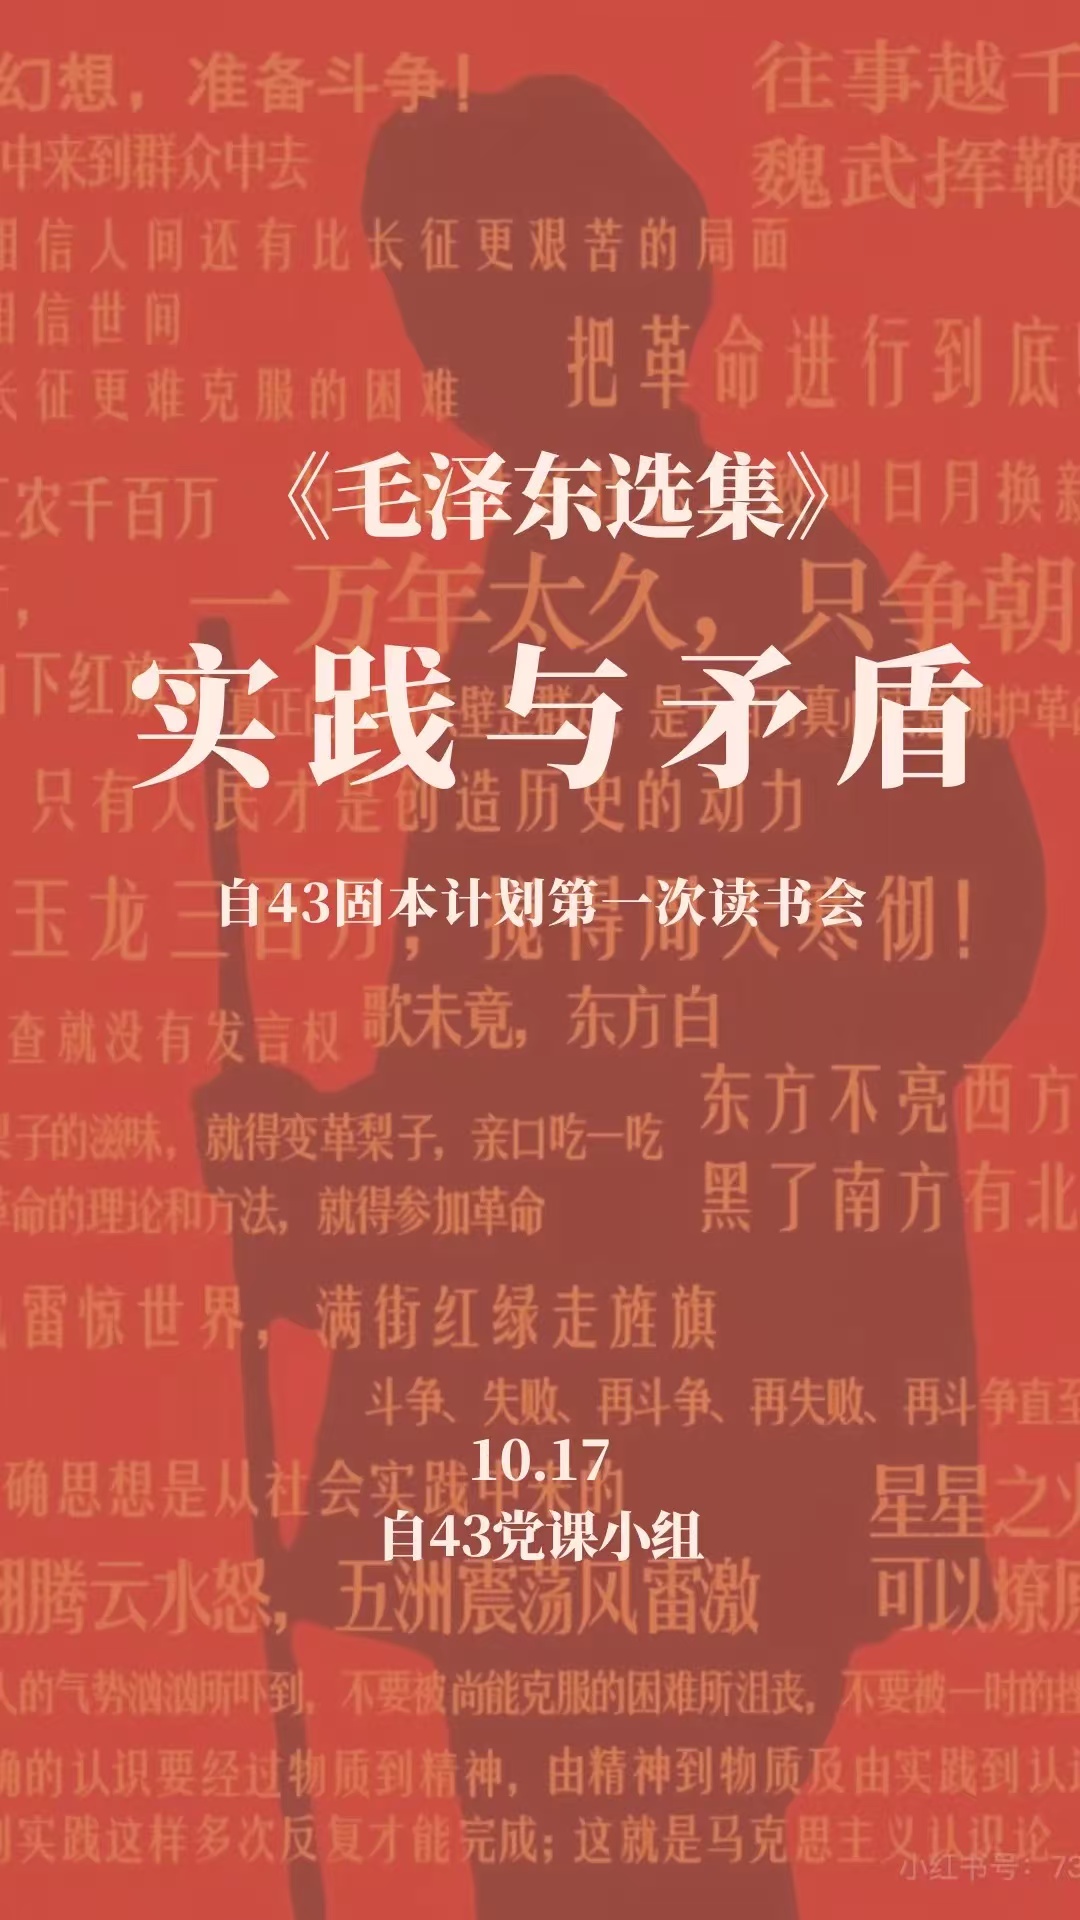 幻想，准备斗争！
往事越千
中来到群众中去
魏武挥鞭
相信人间还有比长征更艰苦的局面
相信世间
把革命进行到底
长征更难克服的困难
《毛泽东选集》
工农千百万
叫日月换新
一万年太久，只争朝
下红旗
实践与矛盾
只有人民才是创造历史的动力
自43固本计划第一次读书会
玉龙三百万，搅得周天寒彻！
歌未竟，东方白
查就没有发言权
东方不亮西方
梨子的滋味，就得变革梨子，亲口吃一吃
黑了南方有北
革命的理论和方法，就得参加革命
雷惊世界，满街红绿走旌旗
斗争、失败、再斗争、再失败、再斗争直至
10.17
确思想是从社会实践中来的
星星之火
自43党课小组
翻腾云水怒，五洲震荡风雷激
可以燎原
人的气势汹汹所吓到，不要被尚能克服的困难所沮丧，不要被一时的挫
确的认识要经过物质到精神，由精神到物质及由实践到认识
到实践这样多次反复才能完成；这就是马克思主义认识论
小红书号：73